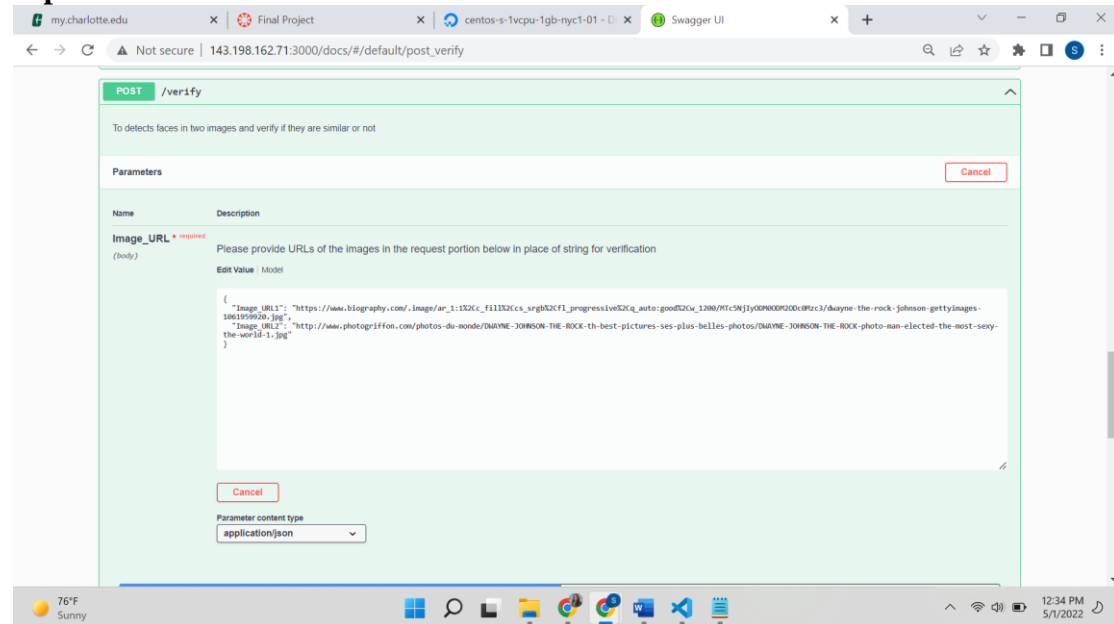 my.charlotte.edu
Final Project
centos-s-1vcpu-1gb-nyc1-01 - D
Swagger UI
Not secure | 143.198.162.71:3000/docs/#/default/post_verify
S
POST /verify
To detects faces in two images and verify if they are similar or not
Parameters
Cancel
Name Description
Image_URL * required
(body)
Please provide URLs of the images in the request portion below in place of string for verification
Edit Value | Model
{
"Image_URL1": "https://www.biography.com/.image/ar_1:1%2Cc_fill%2Ccs_srgb%2Cfl_progressive%2Cq_auto:good%2Cw_1200/MTc5NjIyODM0ODM2ODc0Mzc3/dwayne-the-rock-johnson-gettyimages-
1061959920.jpg",
"Image_URL2": "http://www.photogriffon.com/photos-du-monde/DWAYNE-JOHNSON-THE-ROCK-th-best-pictures-ses-plus-belles-photos/DWAYNE-JOHNSON-THE-ROCK-photo-man-elected-the-most-sexy-
the-world-1.jpg"
}
Cancel
Parameter content type
application/json
76°F
Sunny
12:34 PM
5/1/2022